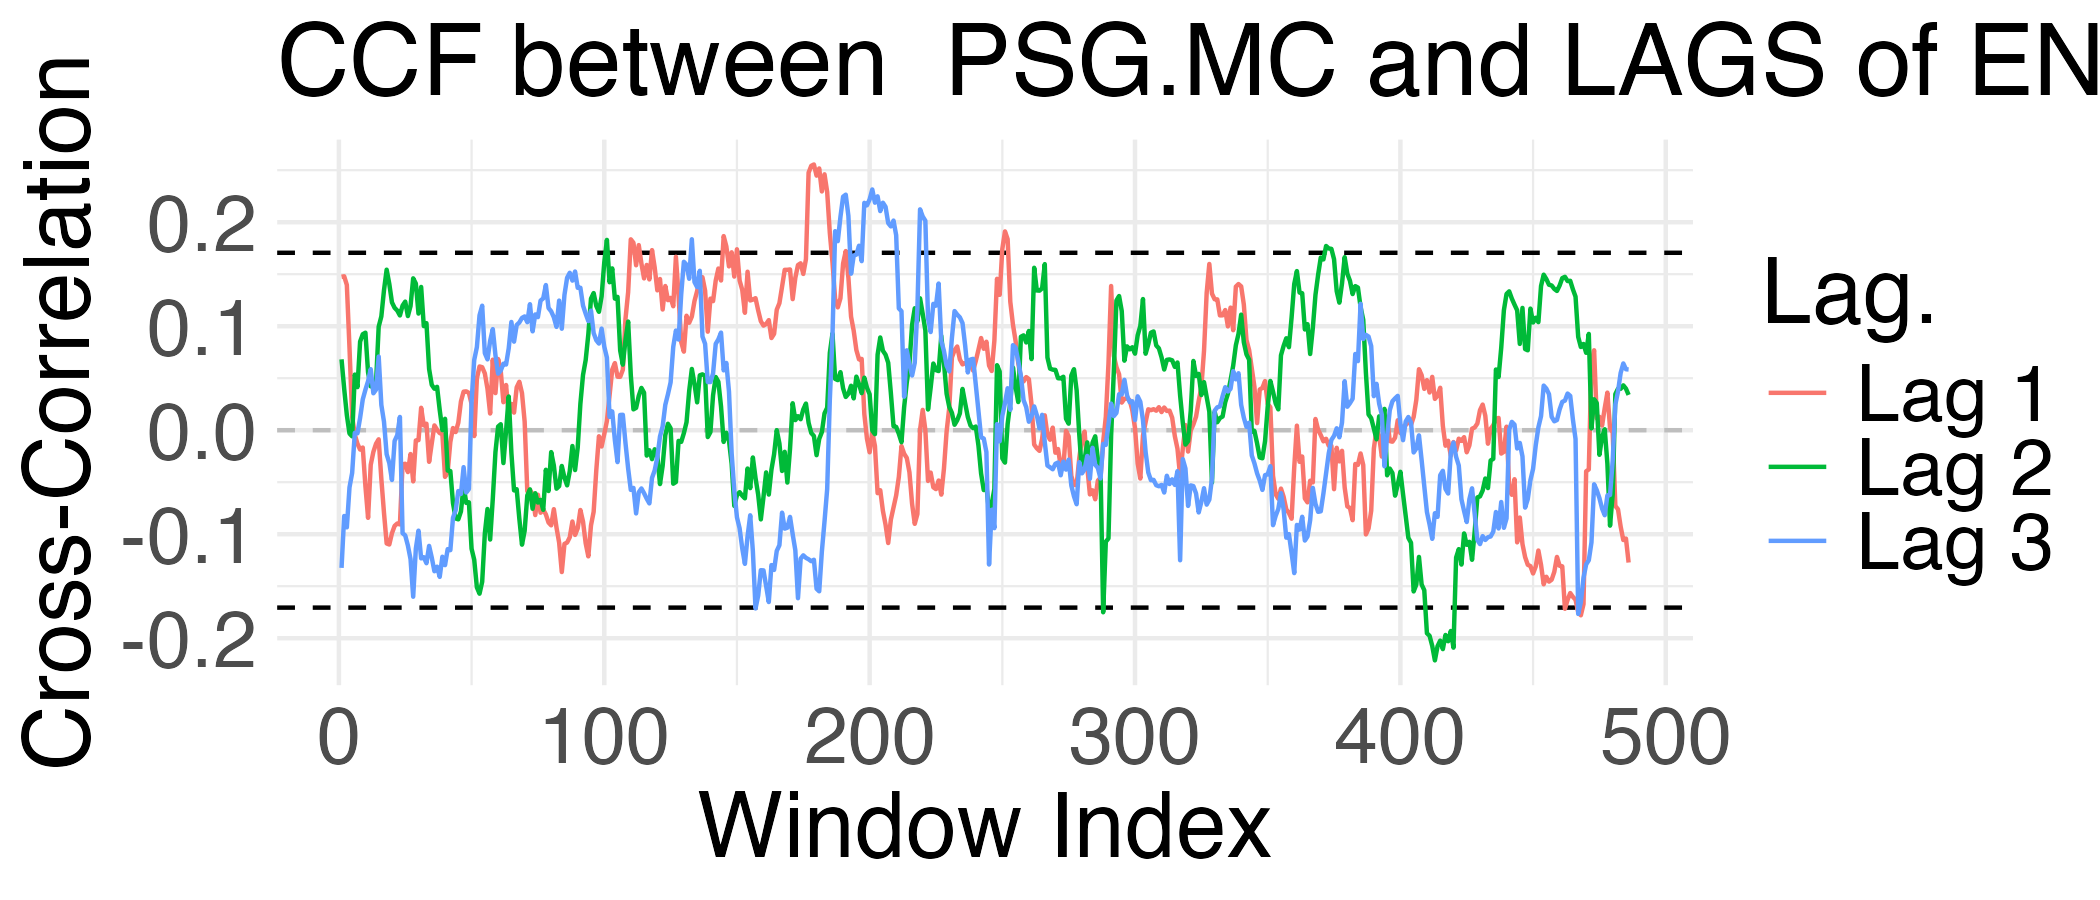 CCF between  PSG.MC and LAGS of EN
Cross-Correlation
0.2
0.1
0.0
-0.1
-0.2
0 100 200 300 400 500
Window Index
Lag.
Lag 1
Lag 2
Lag 3